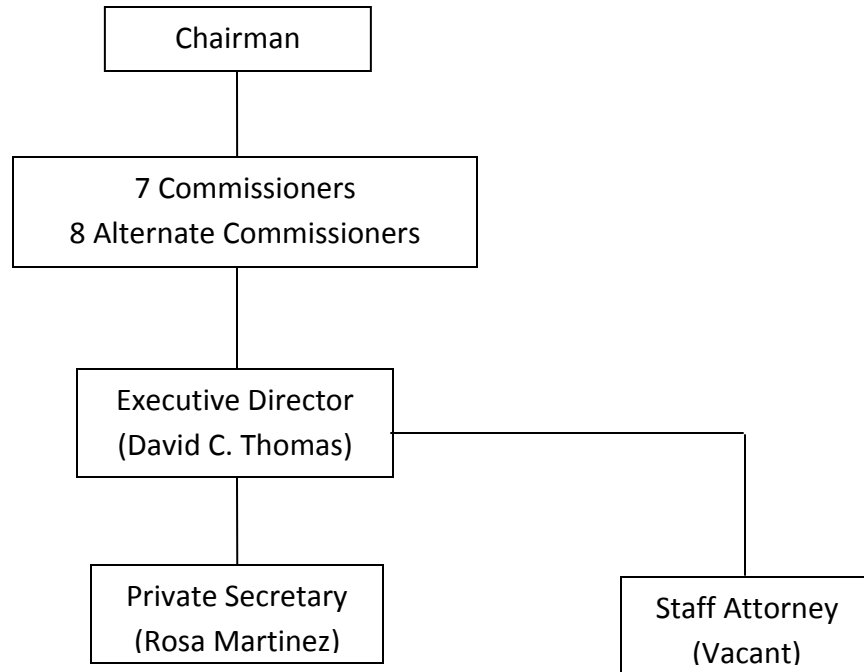 Chairman
7 Commissioners
8 Alternate Commissioners
Executive Director
(David C. Thomas)
Private Secretary
(Rosa Martinez)
Staff Attorney
(Vacant)